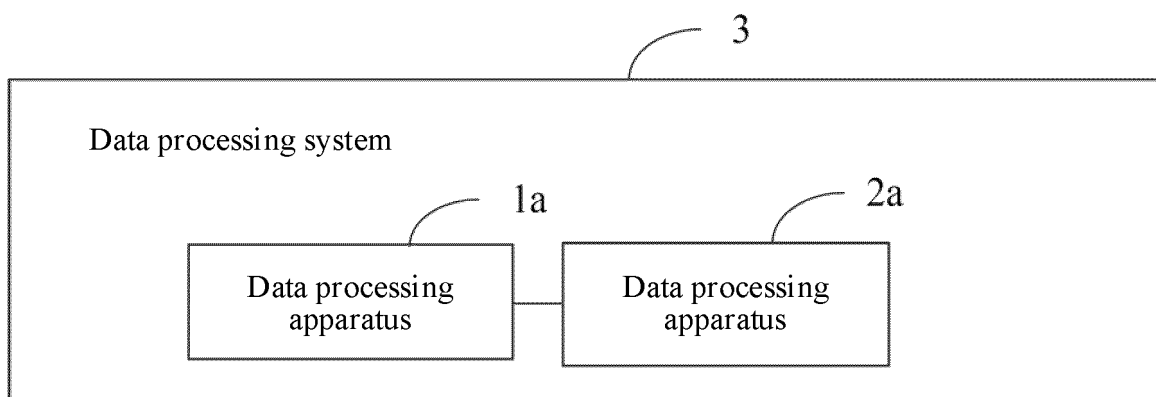 3
Data processing system
1a
2a
Data processing
apparatus
Data processing
apparatus